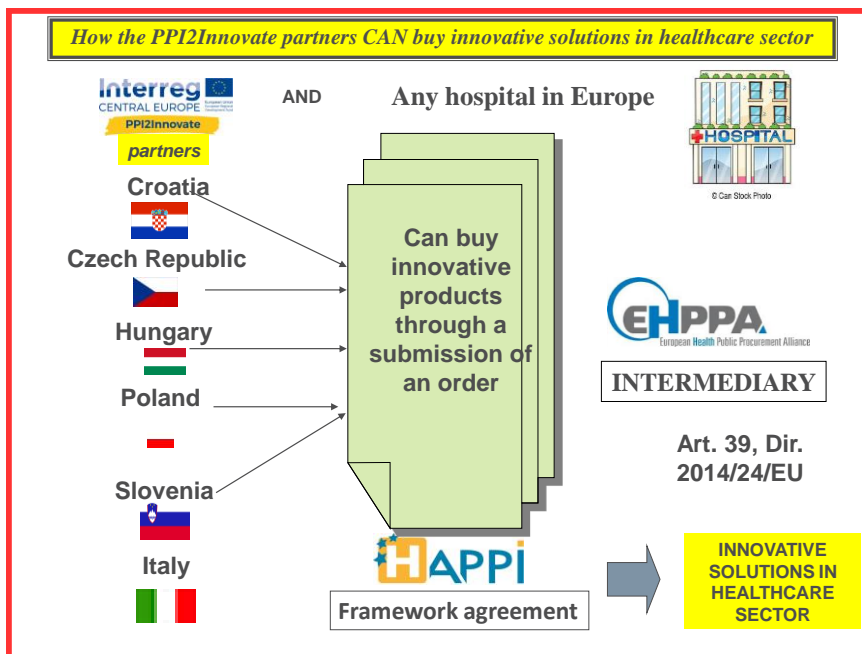 How the PPI2Innovate partners CAN buy innovative solutions in healthcare sector
Interreg
CENTRAL EUROPE
PPI2Innovate
partners
AND
Any hospital in Europe
HOSPITAL
© Can Stock Photo
Croatia
Czech Republic
Hungary
Poland
Slovenia
Italy
Can buy
innovative
products
through a
submission of
an order
EHPPA
European Health Public Procurement Alliance
INTERMEDIARY
Art. 39, Dir.
2014/24/EU
HAPPI
Framework agreement
INNOVATIVE
SOLUTIONS IN
HEALTHCARE
SECTOR